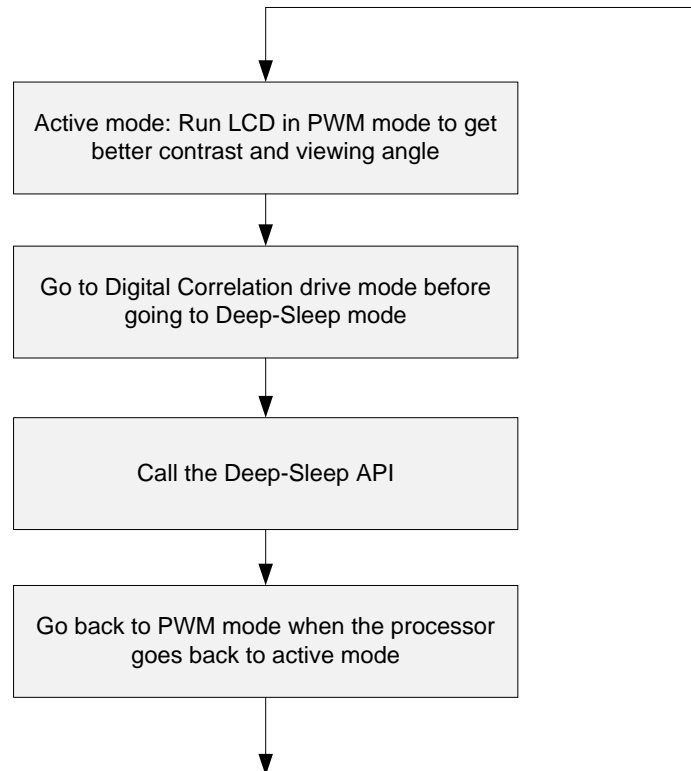 Active mode: Run LCD in PWM mode to get
better contrast and viewing angle
Go to Digital Correlation drive mode before
going to Deep-Sleep mode
Call the Deep-Sleep API
Go back to PWM mode when the processor
goes back to active mode